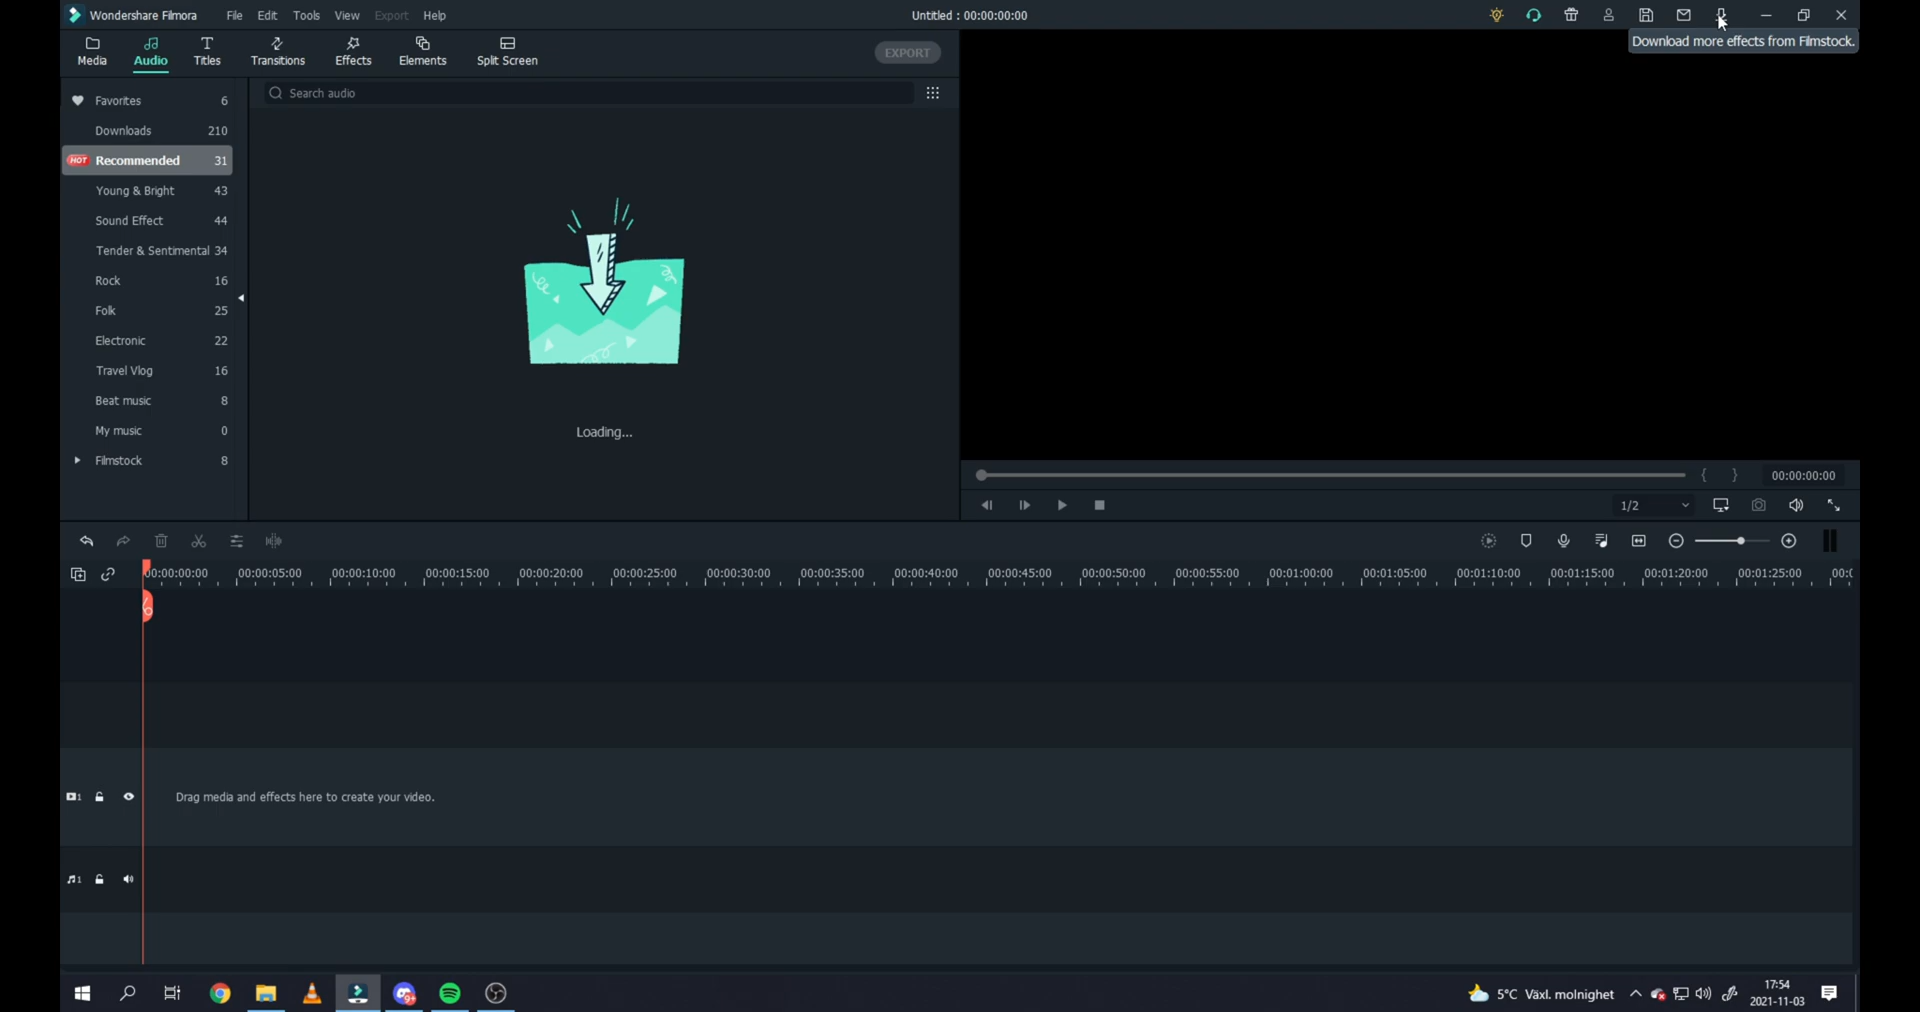 Wondershare Filmora File Edit Tools View Export Help Untitled : 00:00:00:00
Download more effects from Filmstock.
Media Audio Titles Transitions Effects Elements Split Screen EXPORT
Favorites 6
Search audio
Downloads 210
HOT Recommended 31
Young & Bright 43
Sound Effect 44
Tender & Sentimental 34
Rock 16
Folk 25
Electronic 22
Travel Vlog 16
Beat music 8
My music 0
Filmstock 8
Loading...
{ } 00:00:00:00
1/2
00:00:00:00 00:00:05:00 00:00:10:00 00:00:15:00 00:00:20:00 00:00:25:00 00:00:30:00 00:00:35:00 00:00:40:00 00:00:45:00 00:00:50:00 00:00:55:00 00:01:00:00 00:01:05:00 00:01:10:00 00:01:15:00 00:01:20:00 00:01:25:00 00:0
1 Drag media and effects here to create your video.
1
9+ 5°C Växl. molnighet 17:54
2021-11-03